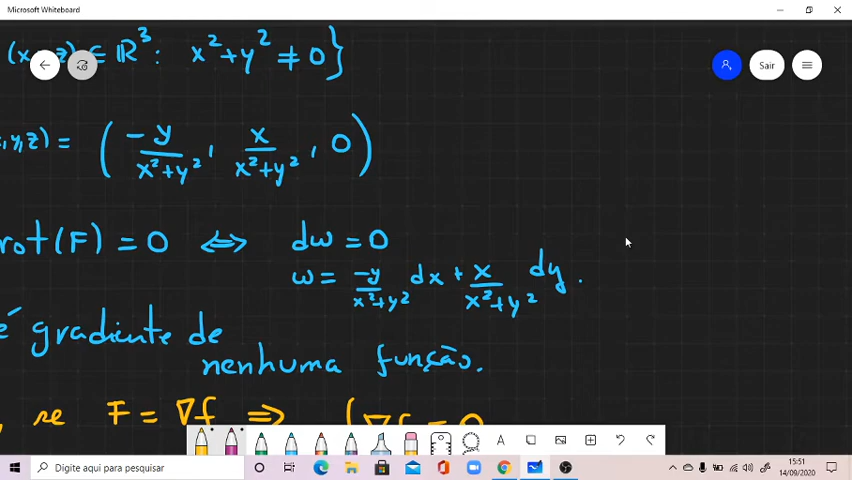 Microsoft Whiteboard
(x, y, z) ∈ ℝ³: x² + y² ≠ 0}
Sair
,y,z) = ( -y/(x²+y²), x/(x²+y²), 0 )
rot(F) = 0 ⇔ dω = 0
ω = -y/(x²+y²) dx + x/(x²+y²) dy.
é gradiente de
nenhuma função.
, se F = ∇f ⇒
Digite aqui para pesquisar
15:51
14/09/2020